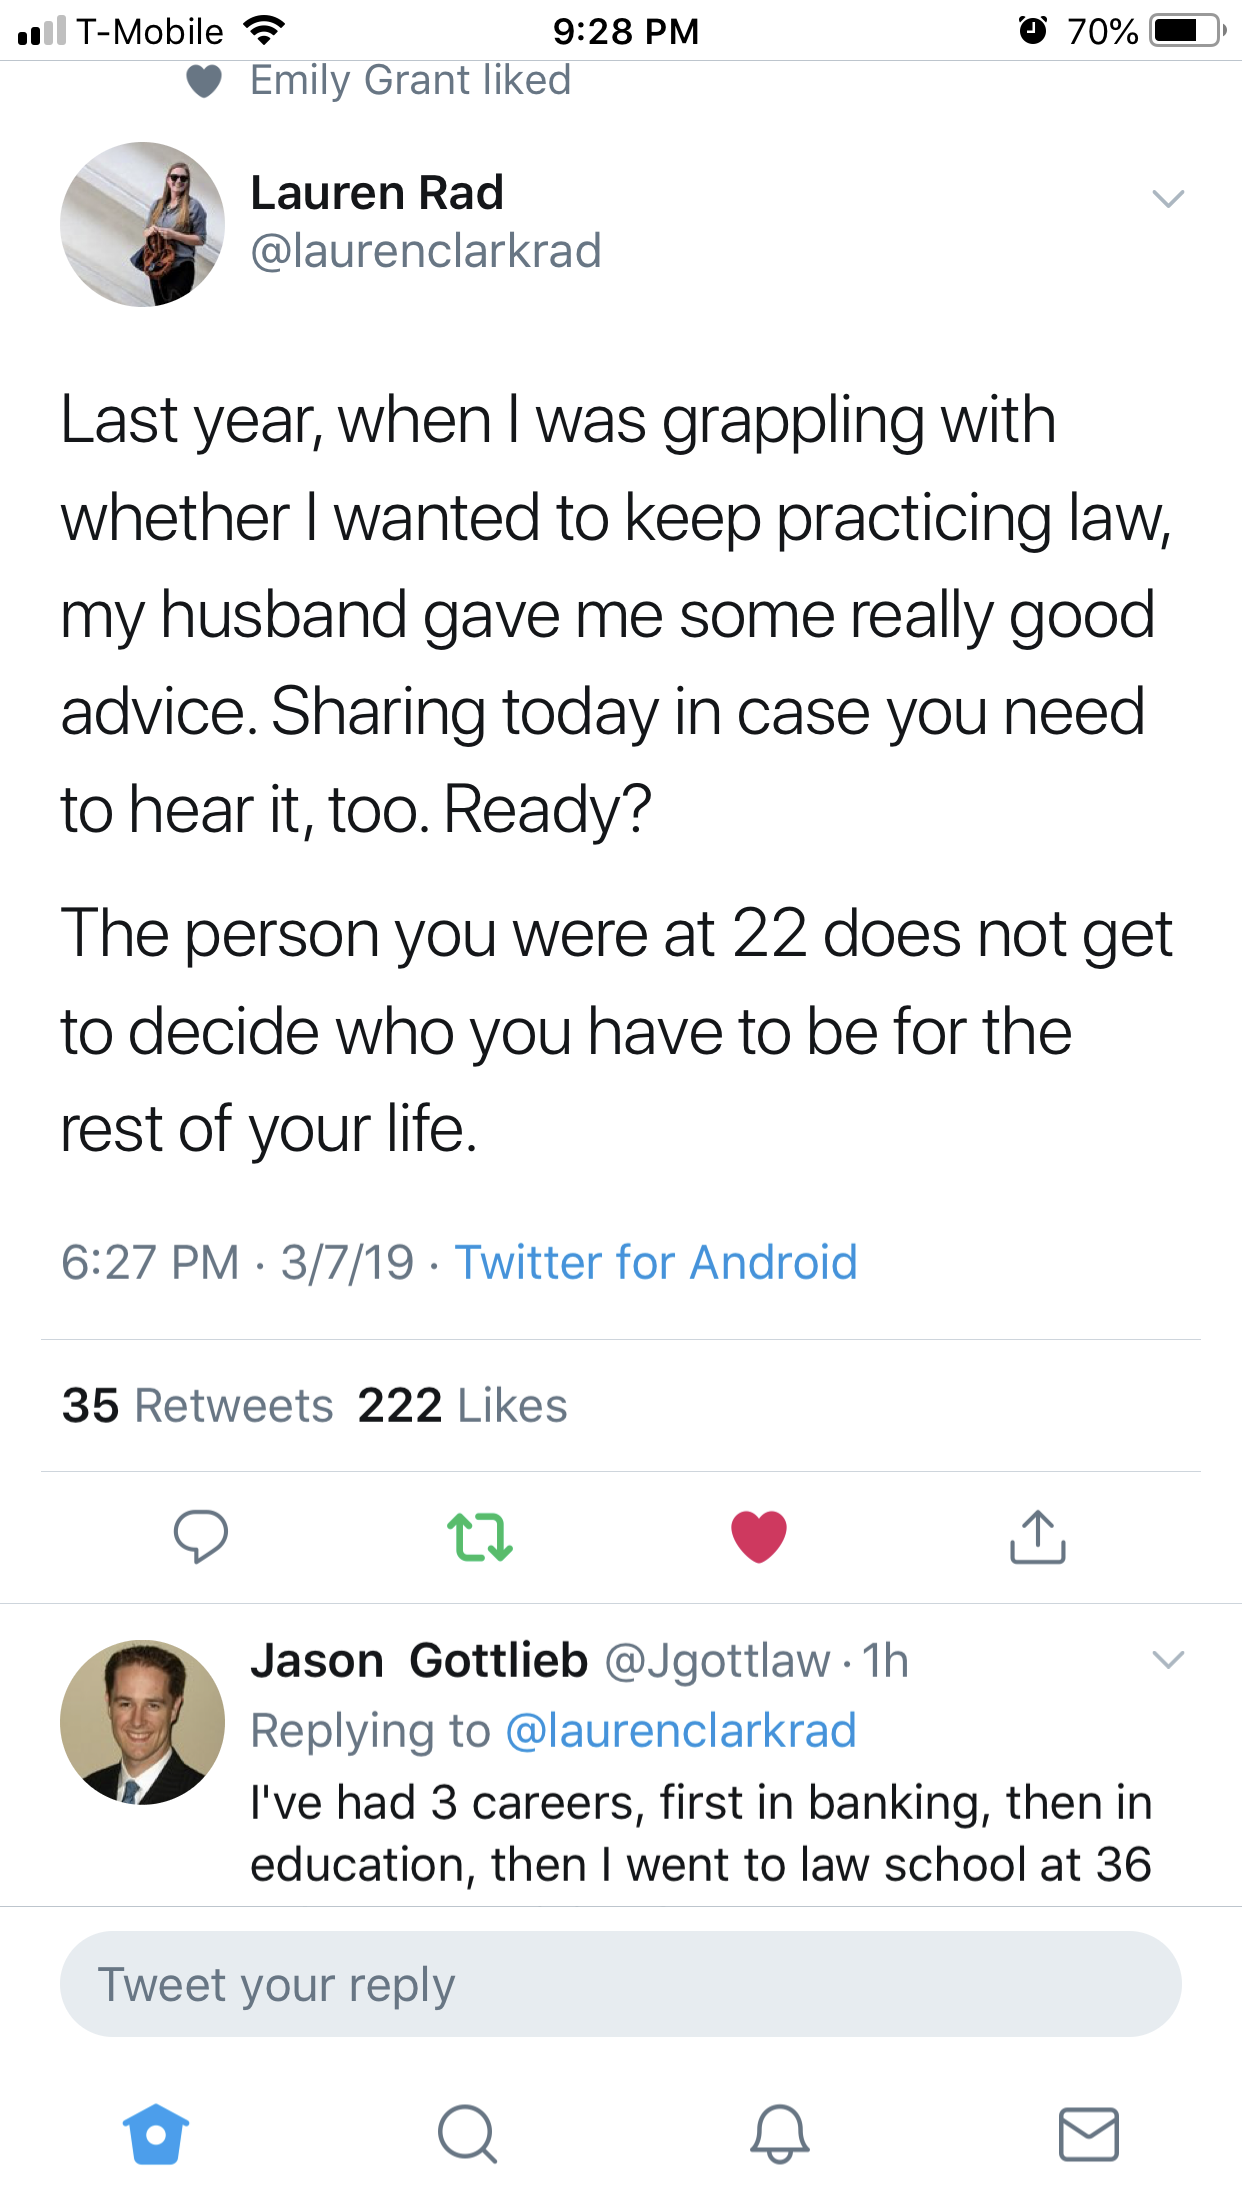 T-Mobile 9:28 PM 70%
Emily Grant liked
Lauren Rad
@laurenclarkrad
Last year, when I was grappling with
whether I wanted to keep practicing law,
my husband gave me some really good
advice. Sharing today in case you need
to hear it, too. Ready?
The person you were at 22 does not get
to decide who you have to be for the
rest of your life.
6:27 PM · 3/7/19 · Twitter for Android
35 Retweets 222 Likes
Jason Gottlieb @Jgottlaw · 1h
Replying to @laurenclarkrad
I've had 3 careers, first in banking, then in
education, then I went to law school at 36
Tweet your reply